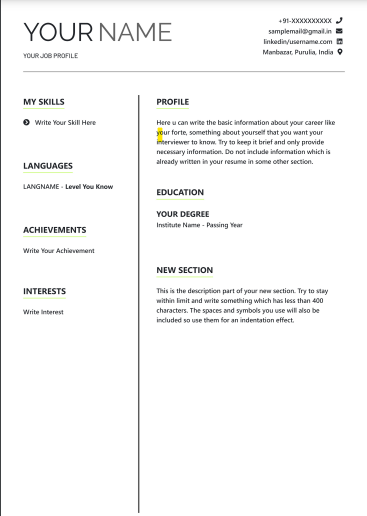 YOUR NAME
YOUR JOB PROFILE
+91-XXXXXXXXXX
samplemail@gmail.in
linkedin/username.com
Manbazar, Purulia, India
MY SKILLS
Write Your Skill Here
LANGUAGES
LANGNAME - Level You Know
ACHIEVEMENTS
Write Your Achievement
INTERESTS
Write Interest
PROFILE
Here u can write the basic information about your career like
your forte, something about yourself that you want your
interviewer to know. Try to keep it brief and only provide
necessary information. Do not include information which is
already written in your resume in some other section.
EDUCATION
YOUR DEGREE
Institute Name - Passing Year
NEW SECTION
This is the description part of your new section. Try to stay
within limit and write something which has less than 400
characters. The spaces and symbols you use will also be
included so use them for an indentation effect.